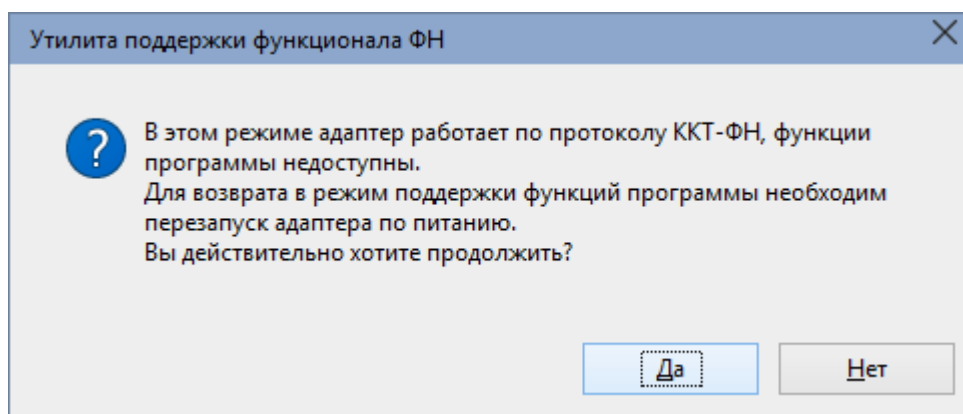 Утилита поддержки функционала ФН
В этом режиме адаптер работает по протоколу ККТ-ФН, функции
программы недоступны.
Для возврата в режим поддержки функций программы необходим
перезапуск адаптера по питанию.
Вы действительно хотите продолжить?
Да
Нет